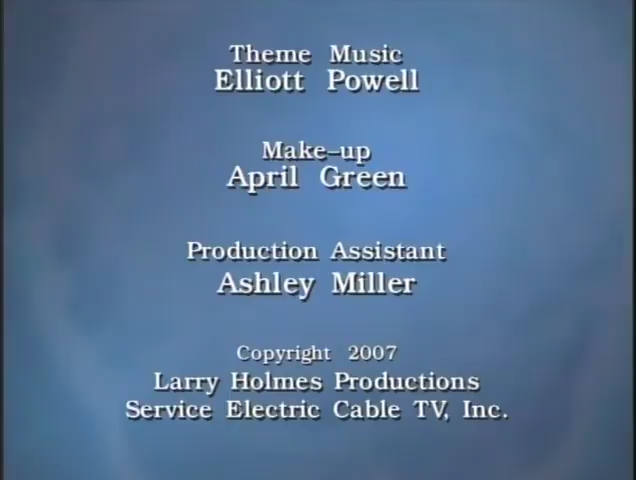 Theme Music
Elliott Powell
Make-up
April Green
Production Assistant
Ashley Miller
Copyright 2007
Larry Holmes Productions
Service Electric Cable TV, Inc.